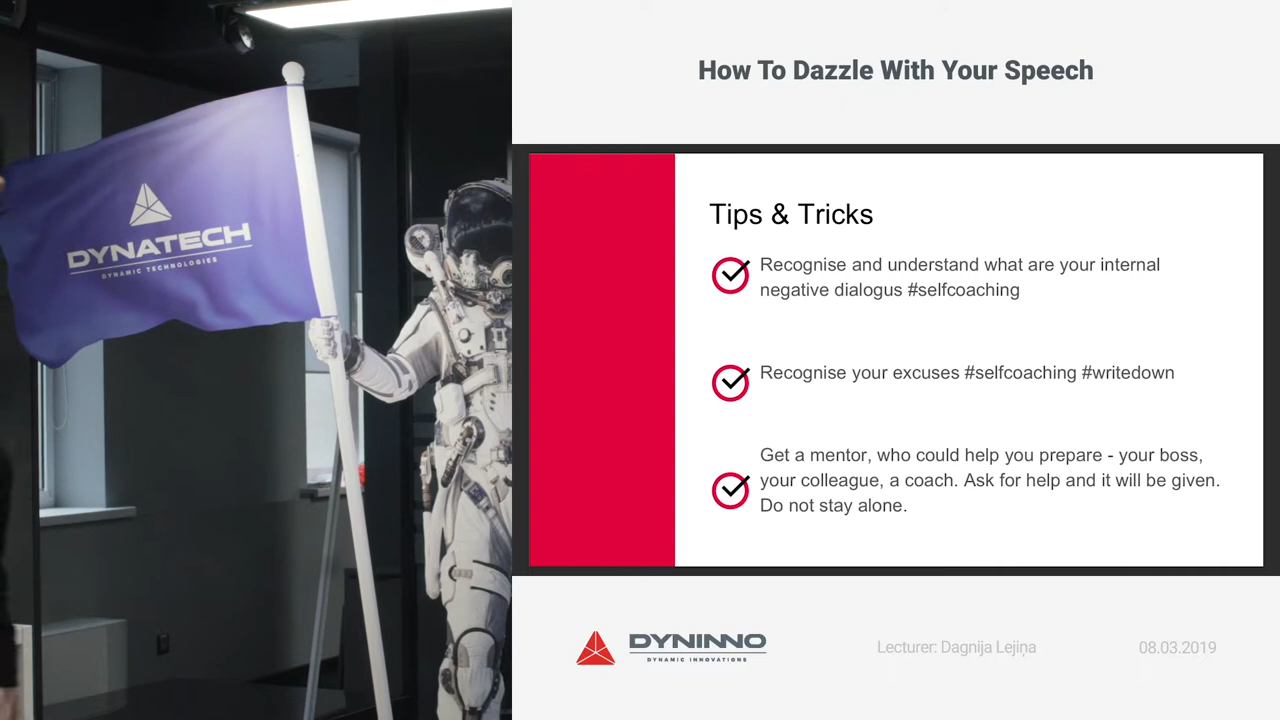 DYNATECH
DYNAMIC TECHNOLOGIES
How To Dazzle With Your Speech
Tips & Tricks
Recognise and understand what are your internal
negative dialogus #selfcoaching
Recognise your excuses #selfcoaching #writedown
Get a mentor, who could help you prepare - your boss,
your colleague, a coach. Ask for help and it will be given.
Do not stay alone.
DYNINNO
DYNAMIC INNOVATIONS
Lecturer: Dagnija Lejiņa
08.03.2019